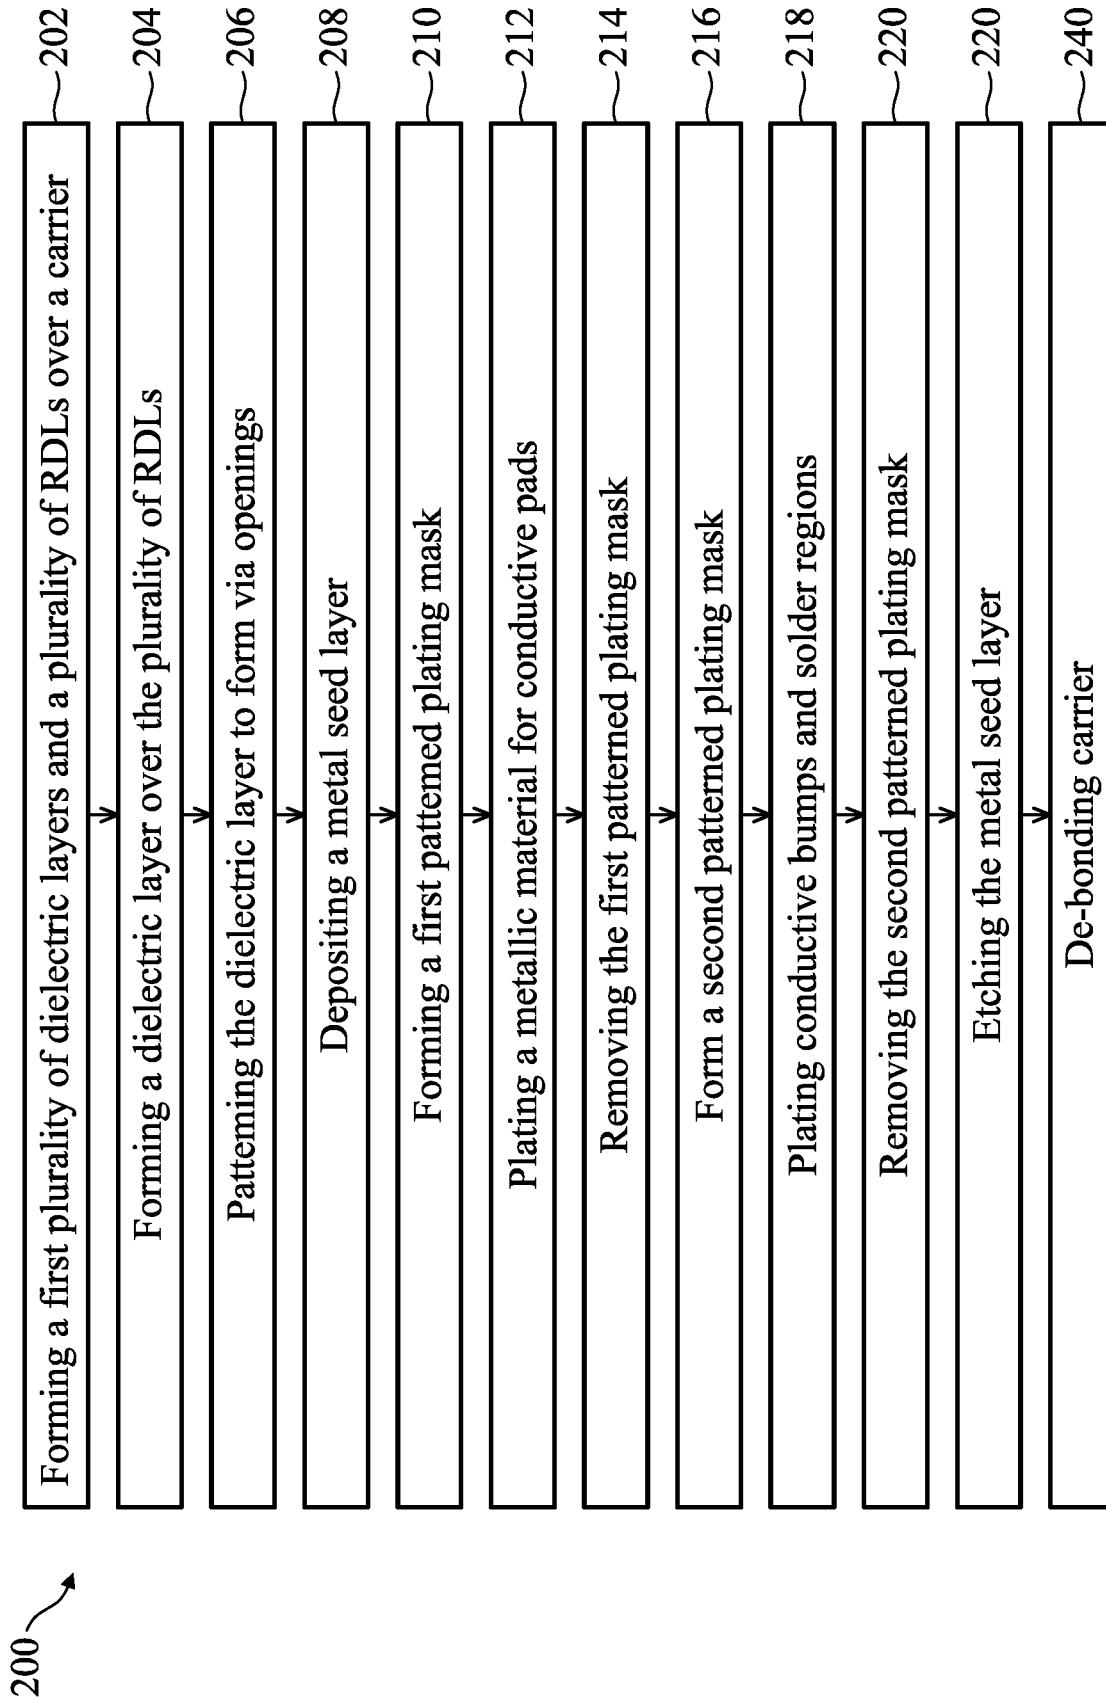 200
Forming a first plurality of dielectric layers and a plurality of RDLs over a carrier 202
Forming a dielectric layer over the plurality of RDLs 204
Patterning the dielectric layer to form via openings 206
Depositing a metal seed layer 208
Forming a first patterned plating mask 210
Plating a metallic material for conductive pads 212
Removing the first patterned plating mask 214
Form a second patterned plating mask 216
Plating conductive bumps and solder regions 218
Removing the second patterned plating mask 220
Etching the metal seed layer 220
De-bonding carrier 240